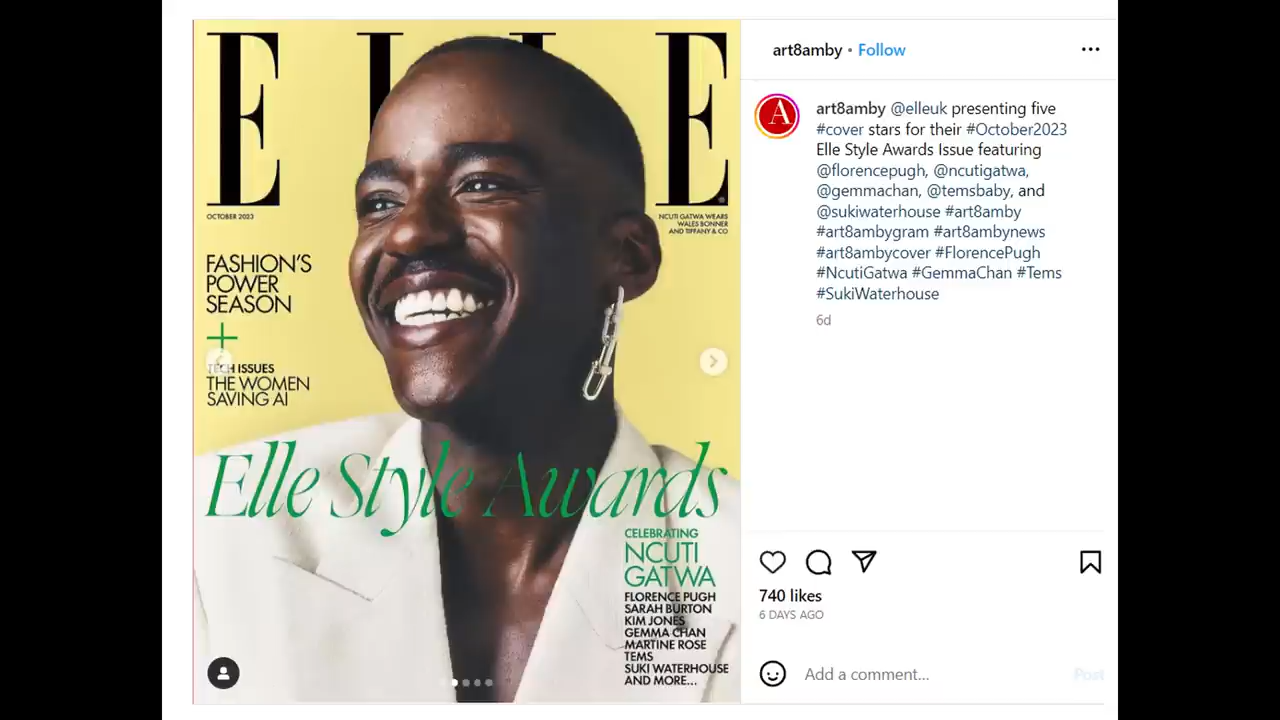 ELLE
OCTOBER 2023
NCUTI GATWA WEARS
WALES BONNER
AND TIFFANY & CO
FASHION'S
POWER
SEASON
+
TECH ISSUES
THE WOMEN
SAVING AI
Elle Style Awards
CELEBRATING
NCUTI
GATWA
FLORENCE PUGH
SARAH BURTON
KIM JONES
GEMMA CHAN
MARTINE ROSE
TEMS
SUKI WATERHOUSE
AND MORE...
art8amby • Follow
A
art8amby @elleuk presenting five
#cover stars for their #October2023
Elle Style Awards Issue featuring
@florencepugh, @ncutigatwa,
@gemmachan, @temsbaby, and
@sukiwaterhouse #art8amby
#art8ambygram #art8ambynews
#art8ambycover #FlorencePugh
#NcutiGatwa #GemmaChan #Tems
#SukiWaterhouse
6d
740 likes
6 DAYS AGO
Add a comment...
Post